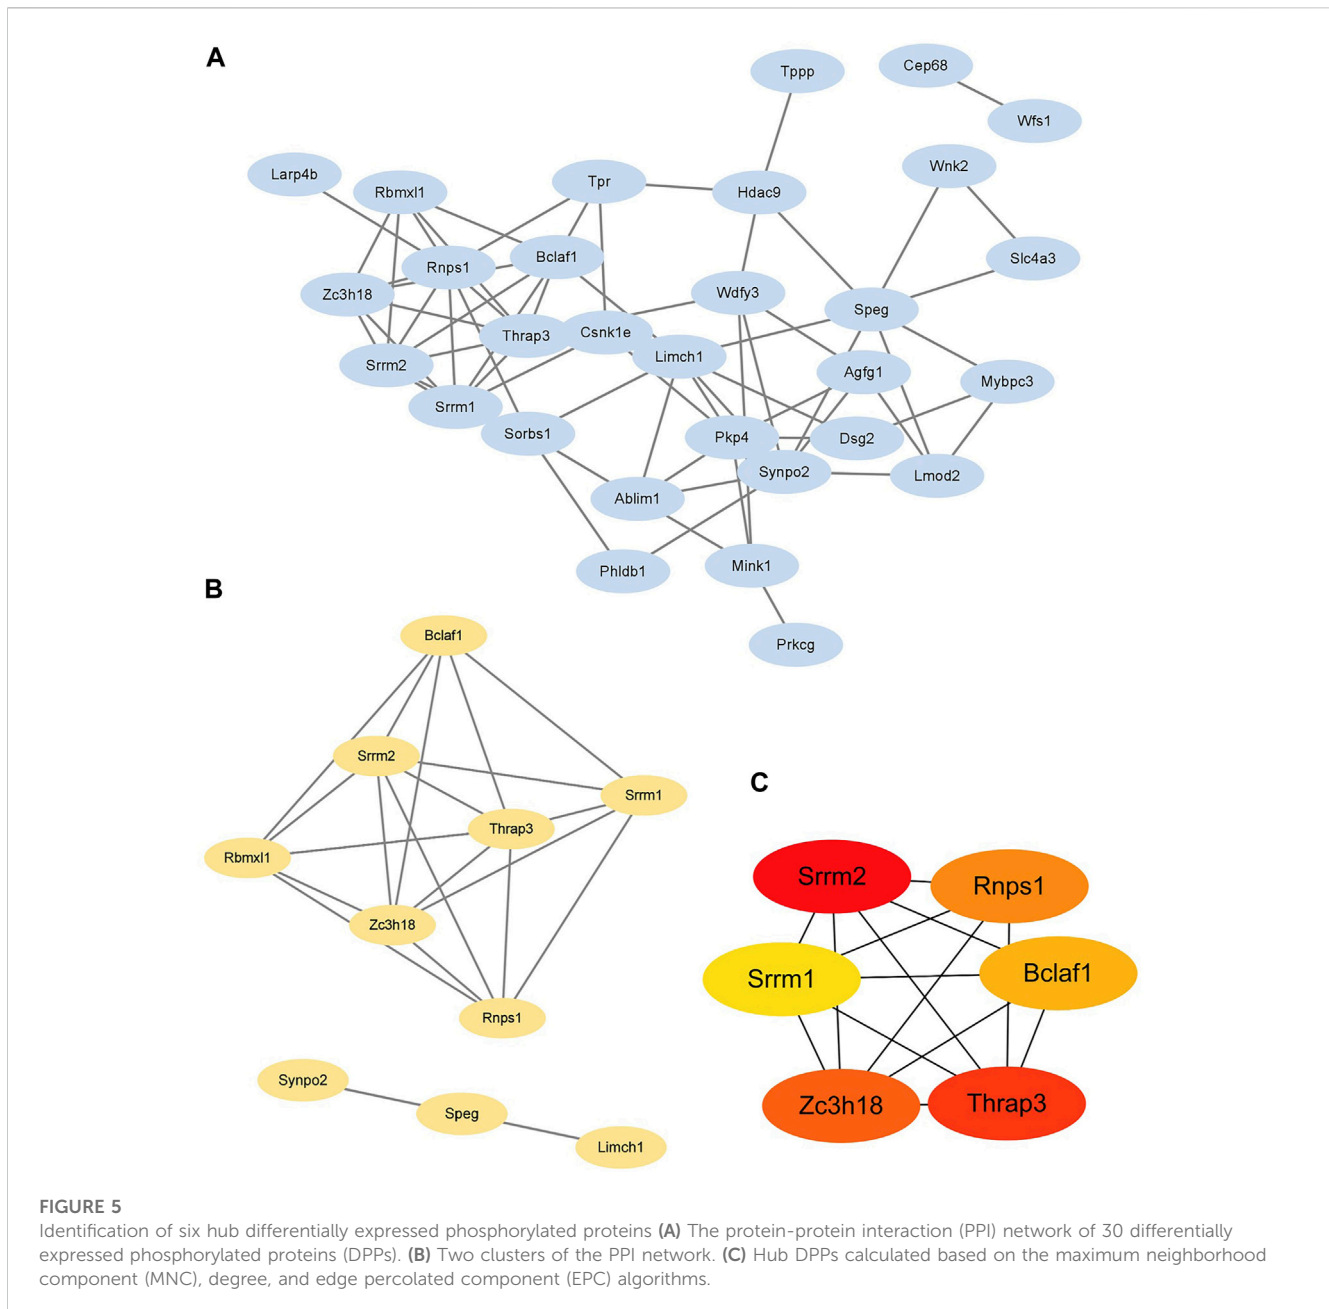 A
Tppp
Cep68
Wfs1
Larp4b
Rbmxl1
Tpr
Hdac9
Wnk2
Rnps1
Bclaf1
Slc4a3
Zc3h18
Wdfy3
Speg
Thrap3
Csnk1e
Limch1
Srrm2
Agfg1
Mybpc3
Srrm1
Sorbs1
Pkp4
Dsg2
Synpo2
Lmod2
Ablim1
Phldb1
Mink1
Prkcg
B
Bclaf1
Srrm2
Srrm1
Thrap3
Rbmxl1
Zc3h18
Rnps1
Synpo2
Speg
Limch1
C
Srrm2
Rnps1
Srrm1
Bclaf1
Zc3h18
Thrap3
FIGURE 5
Identification of six hub differentially expressed phosphorylated proteins (A) The protein-protein interaction (PPI) network of 30 differentially
expressed phosphorylated proteins (DPPs). (B) Two clusters of the PPI network. (C) Hub DPPs calculated based on the maximum neighborhood
component (MNC), degree, and edge percolated component (EPC) algorithms.